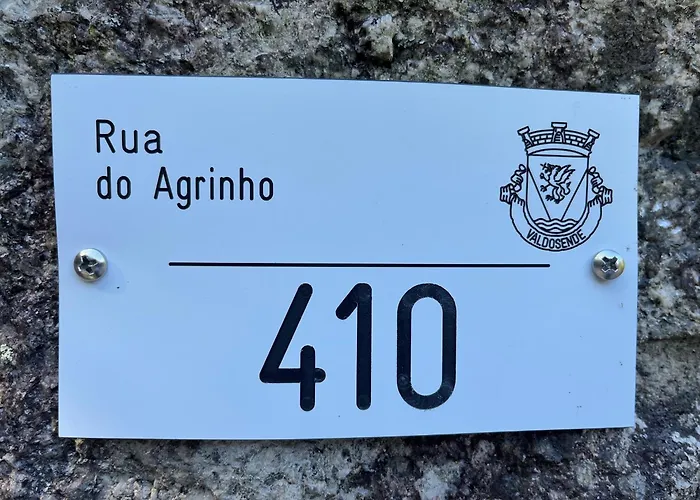 Rua
do Agrinho
VALDOSENDE
410